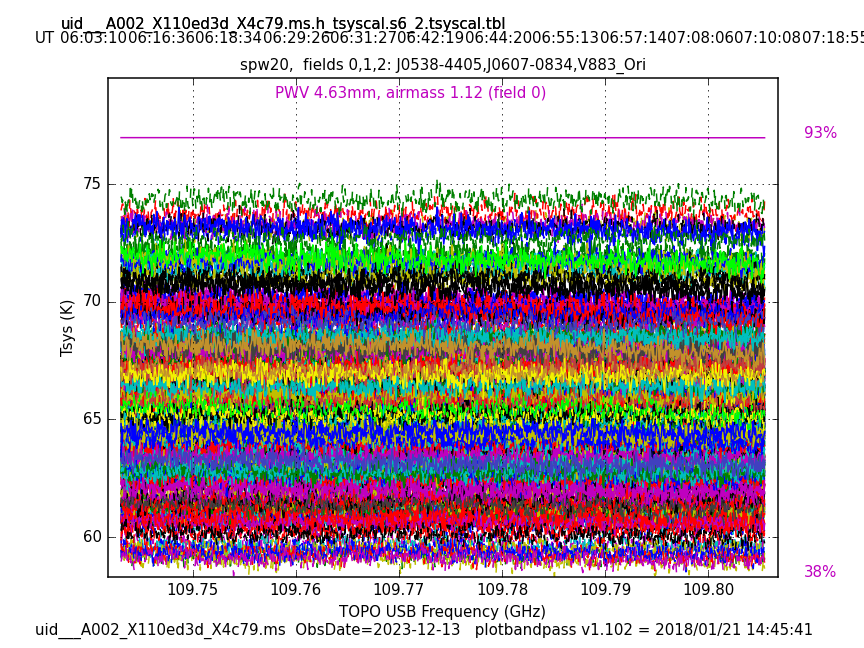 uid___A002_X110ed3d_X4c79.ms.h_tsyscal.s6_2.tsyscal.tbl
UT 06:03:10 06:16:36 06:18:34 06:29:26 06:31:27 06:42:19 06:44:20 06:55:13 06:57:14 07:08:06 07:10:08 07:18:55
spw20,  fields 0,1,2: J0538-4405,J0607-0834,V883_Ori
PWV 4.63mm, airmass 1.12 (field 0)
93%
75
70
65
60
Tsys (K)
38%
109.75 109.76 109.77 109.78 109.79 109.80
TOPO USB Frequency (GHz)
uid___A002_X110ed3d_X4c79.ms  ObsDate=2023-12-13   plotbandpass v1.102 = 2018/01/21 14:45:41